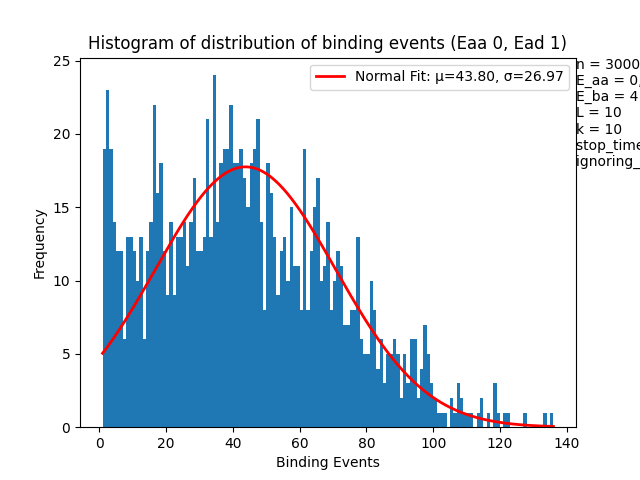 Histogram of distribution of binding events (Eaa 0, Ead 1)
Normal Fit: μ=43.80, σ=26.97
n = 3000
E_aa = 0,
E_ba = 4
L = 10
k = 10
stop_time
ignoring_
Frequency
25
20
15
10
5
0
0 20 40 60 80 100 120 140
Binding Events